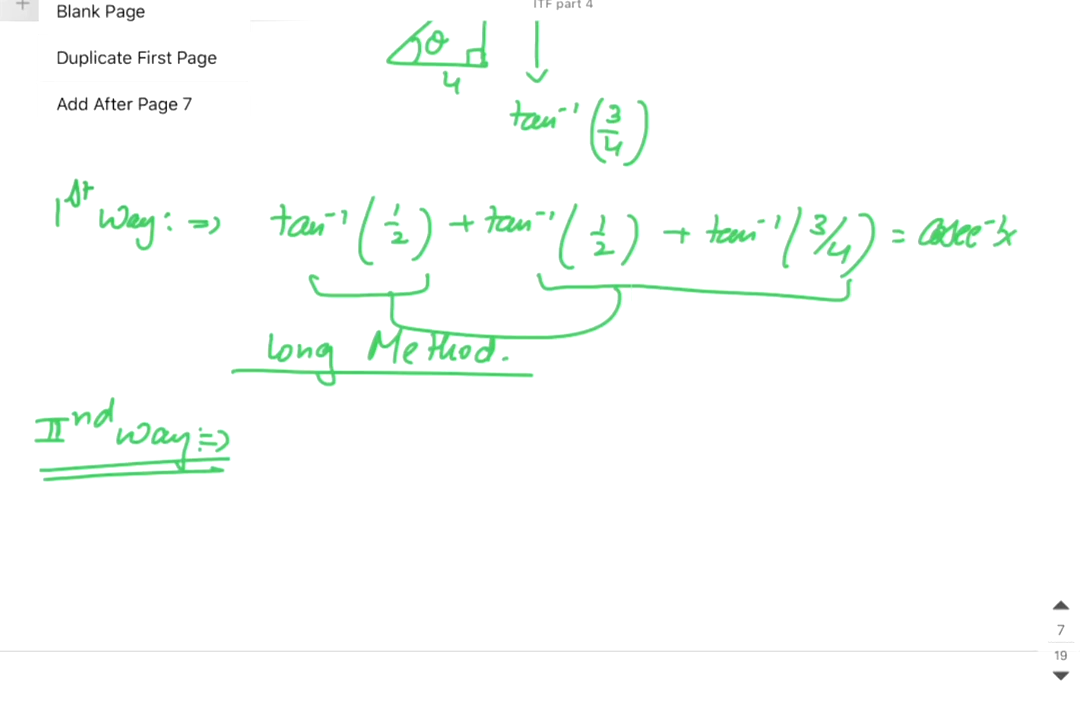 ITF part 4
Blank Page
Duplicate First Page
Add After Page 7
θ
4
tan⁻¹(3/4)
1st Way: ⇒ tan⁻¹(1/2) + tan⁻¹(1/2) + tan⁻¹(3/4) = cosec⁻¹x
Long Method.
IInd way ⇒
7
19